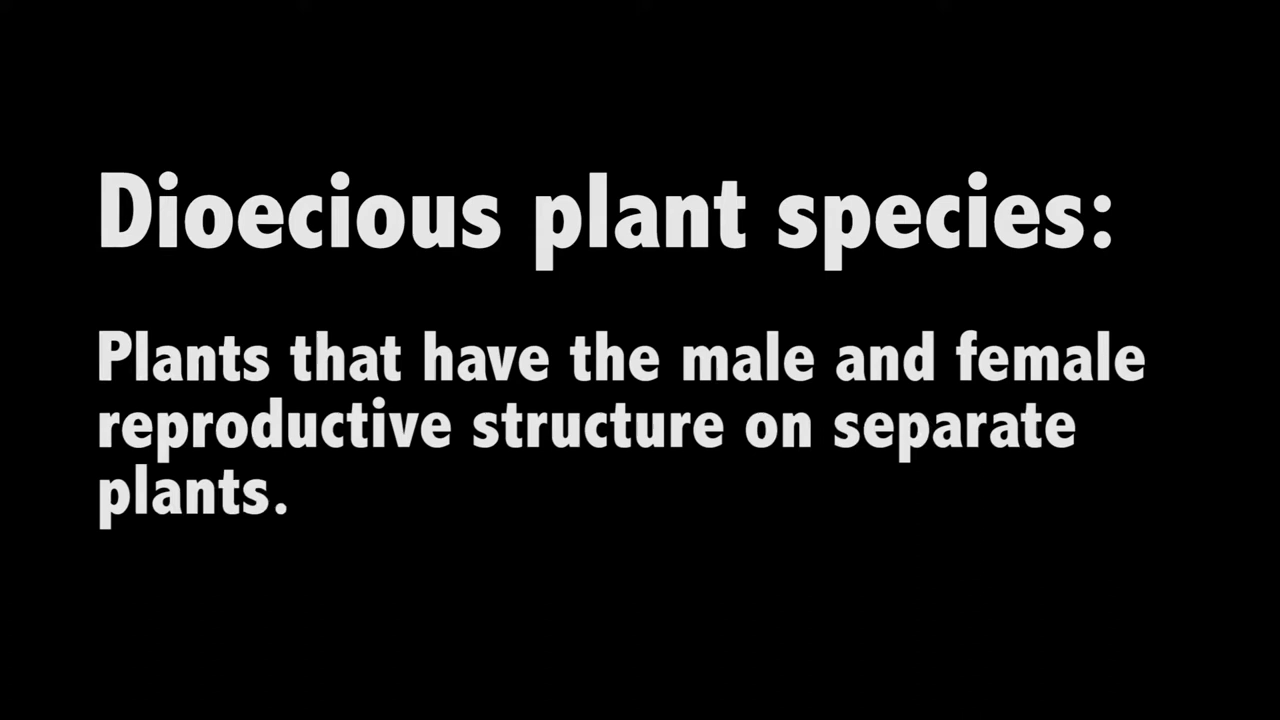 Dioecious plant species:
Plants that have the male and female
reproductive structure on separate
plants.